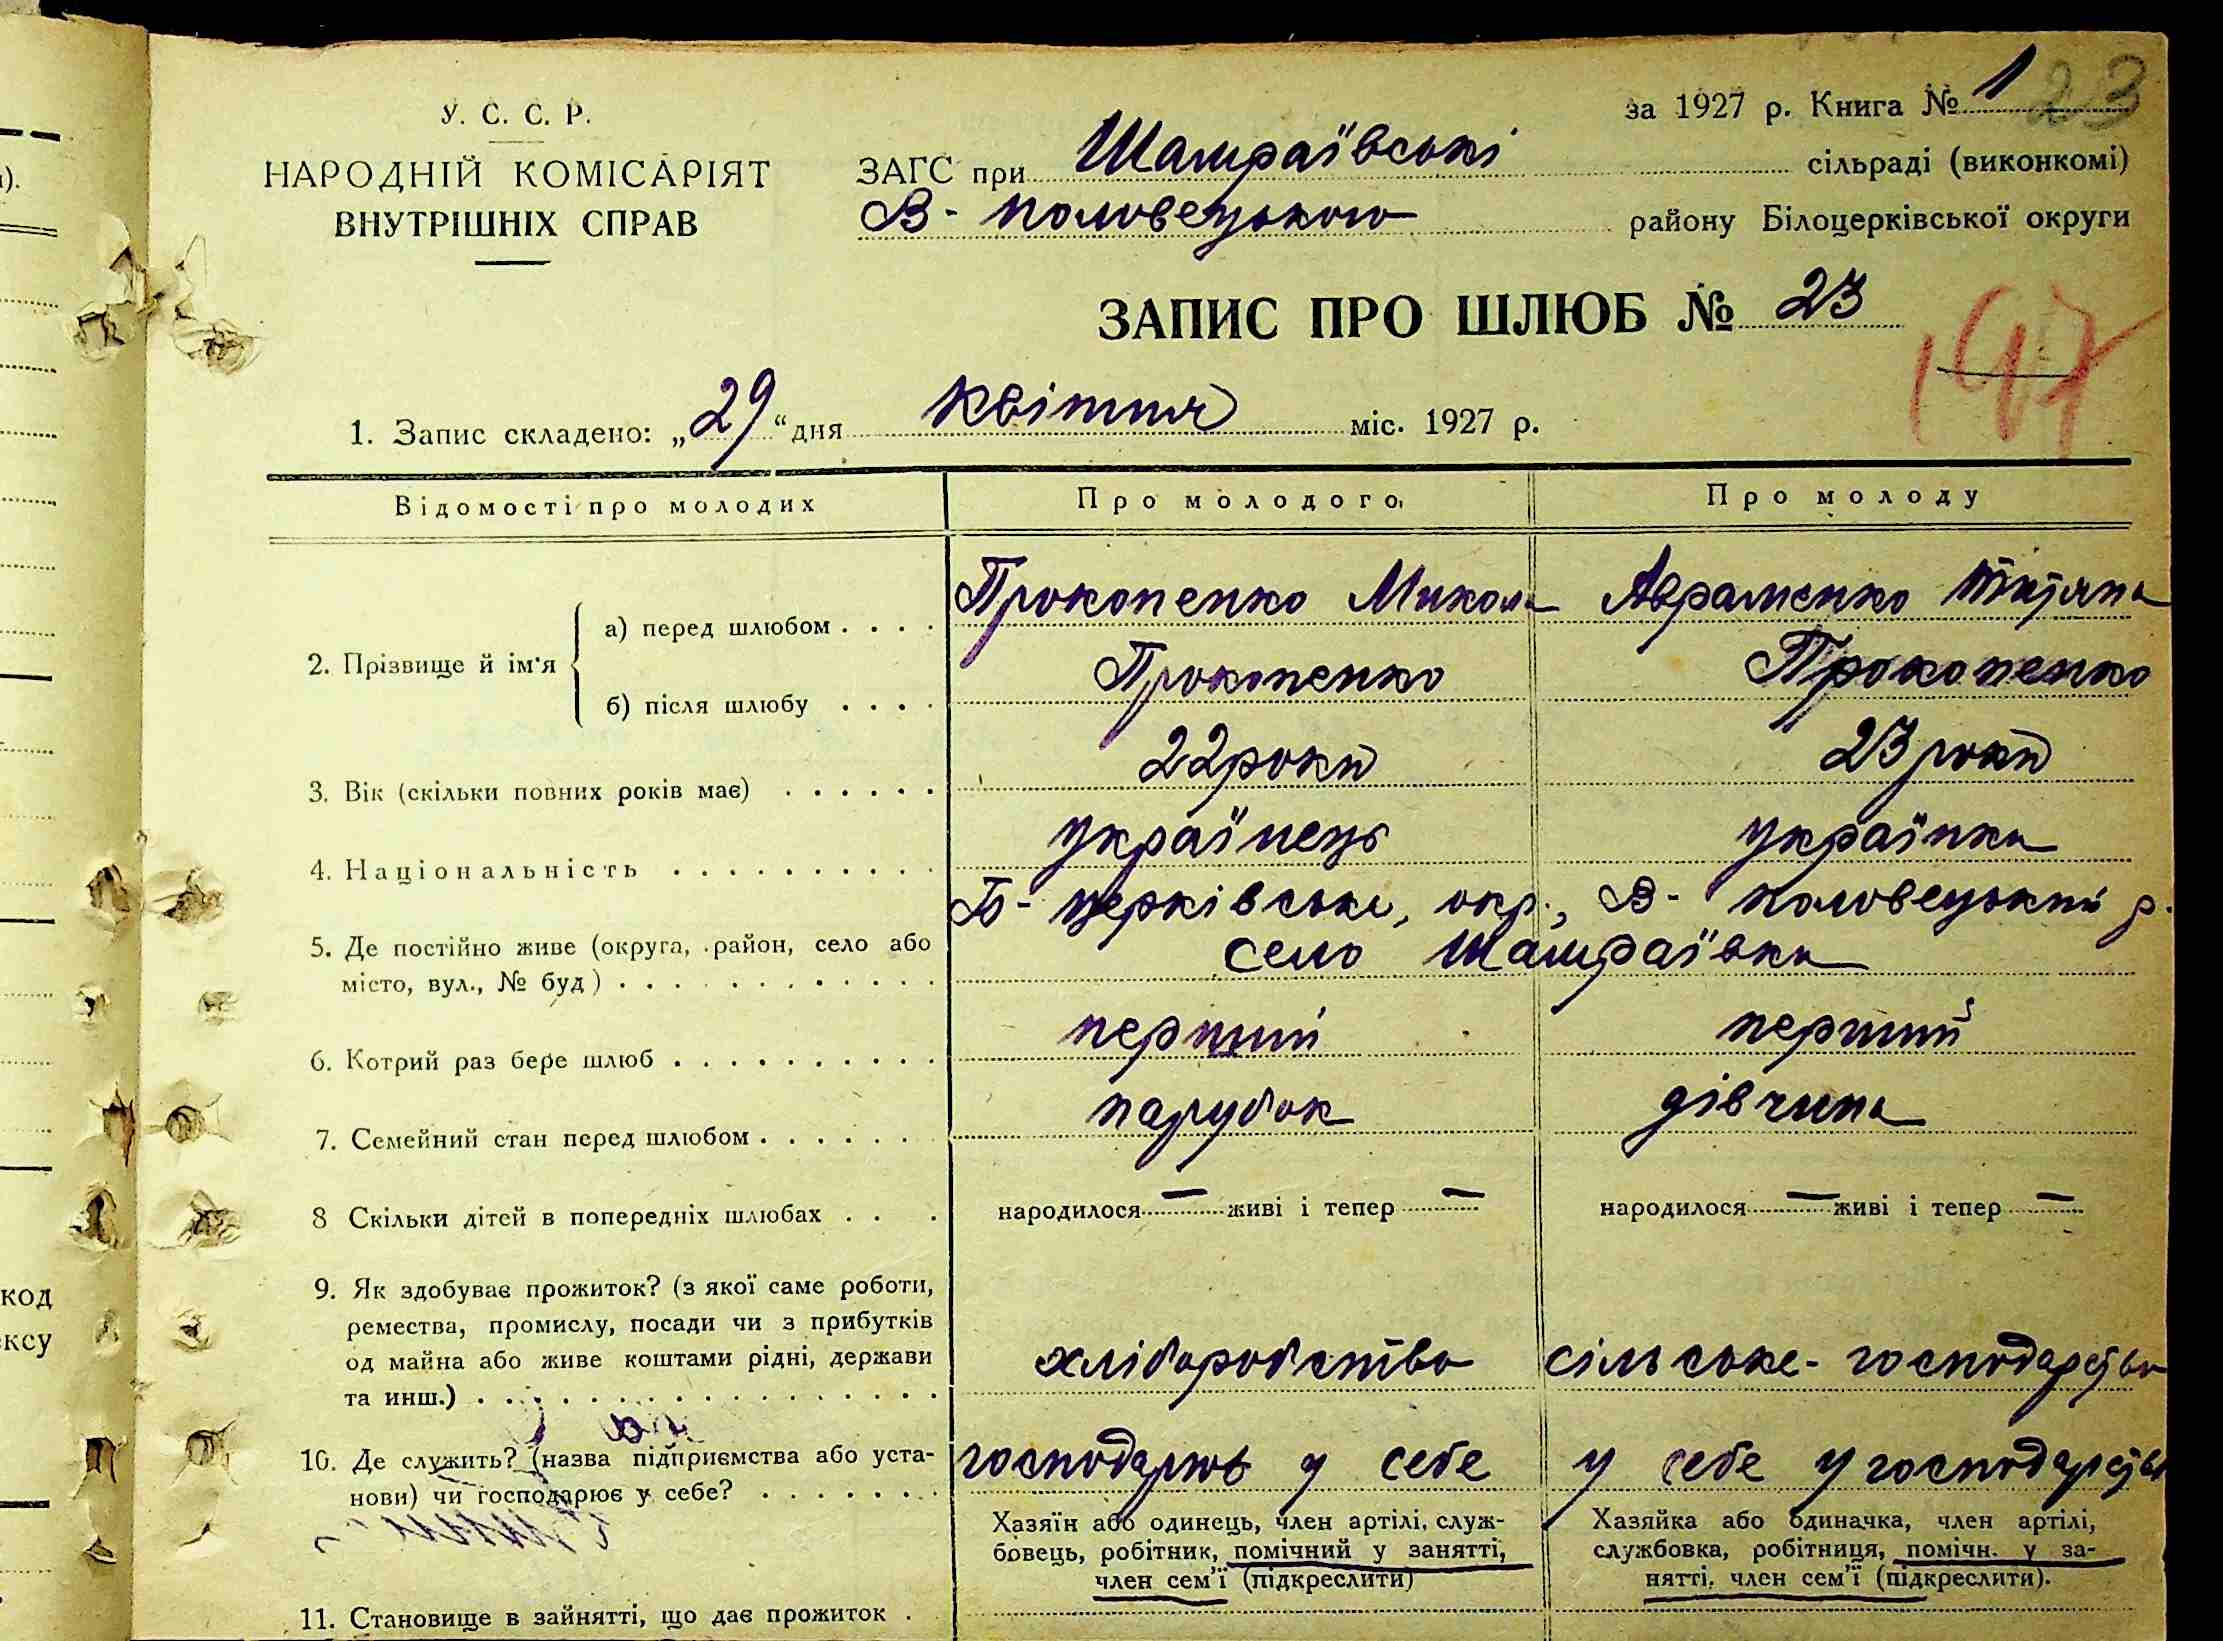 ).
код
ксу
У. С. С. Р.
НАРОДНІЙ КОМІСАРІЯТ
ВНУТРІШНІХ СПРАВ
за 1927 р. Книга № 1 23
ЗАГС при Шамраївські сільраді (виконкомі)
В- половецького району Білоцерківської округи
ЗАПИС ПРО ШЛЮБ № 23
197
1. Запис складено: „29“ дня квітня міс. 1927 р.
Відомості про молодих Про молодого Про молоду
2. Прізвище й ім'я
а) перед шлюбом . . . . Прокопенко Микола Авраменко Тетяна
б) після шлюбу . . . . Прокопенко Прокопенко
3. Вік (скільки повних років має) . . . . . . 22 роки 23 роки
4. Національність . . . . . . . . . . українець українка
5. Де постійно живе (округа, район, село або Б- церківська, окр., В- половецький р.
місто, вул., № буд) . . . . . . . . . . . . село Шамраївка
6. Котрий раз бере шлюб . . . . . . . . . . перший перший
7. Семейний стан перед шлюбом . . . . . . . парубок дівчина
8 Скільки дітей в попередніх шлюбах . . . народилося — живі і тепер — народилося — живі і тепер —
9. Як здобуває прожиток? (з якої саме роботи,
ремества, промислу, посади чи з прибутків
од майна або живе коштами рідні, держави хліборобство сільське- господарство
та инш.) . . . . . . . . . . . . . . . . .
10. Де служить? (назва підприємства або уста- господарює у себе у себе у господарстві
нови) чи господарює у себе? . . . . . . . .
Хазяїн або одинець, член артілі, служ- Хазяйка або одиначка, член артілі,
бовець, робітник, помічний у занятті, службовка, робітниця, помічн. у за-
член сем'ї (підкреслити) нятті, член сем'ї (підкреслити).
11. Становище в зайнятті, що дає прожиток .